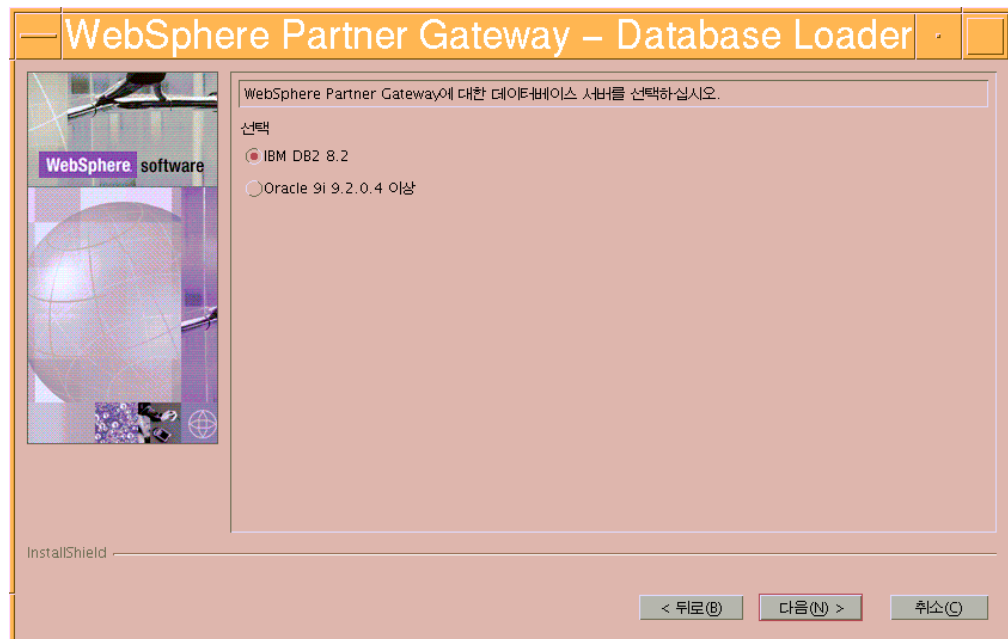 WebSphere Partner Gateway – Database Loader
WebSphere Partner Gateway에 대한 데이터베이스 서버를 선택하십시오.
선택
WebSphere software
IBM DB2 8.2
Oracle 9i 9.2.0.4 이상
InstallShield
< 뒤로(B) 다음(N) > 취소(C)